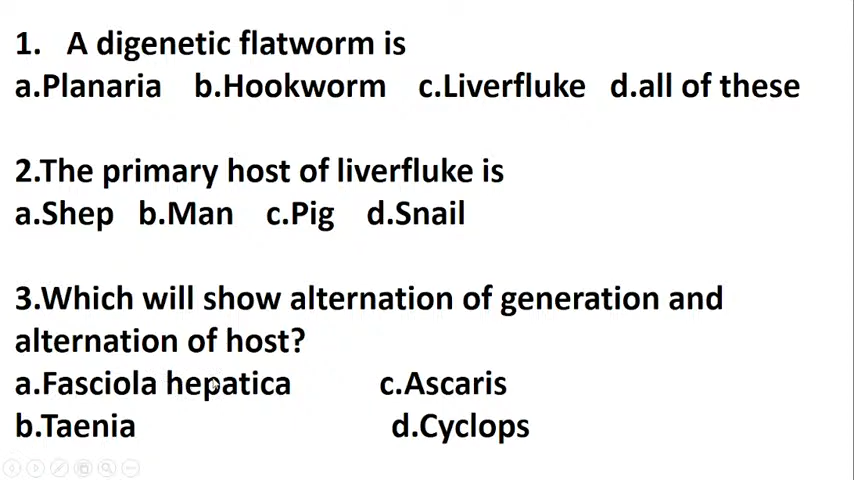 1. A digenetic flatworm is
a.Planaria b.Hookworm c.Liverfluke d.all of these
2.The primary host of liverfluke is
a.Shep b.Man c.Pig d.Snail
3.Which will show alternation of generation and
alternation of host?
a.Fasciola hepatica c.Ascaris
b.Taenia d.Cyclops